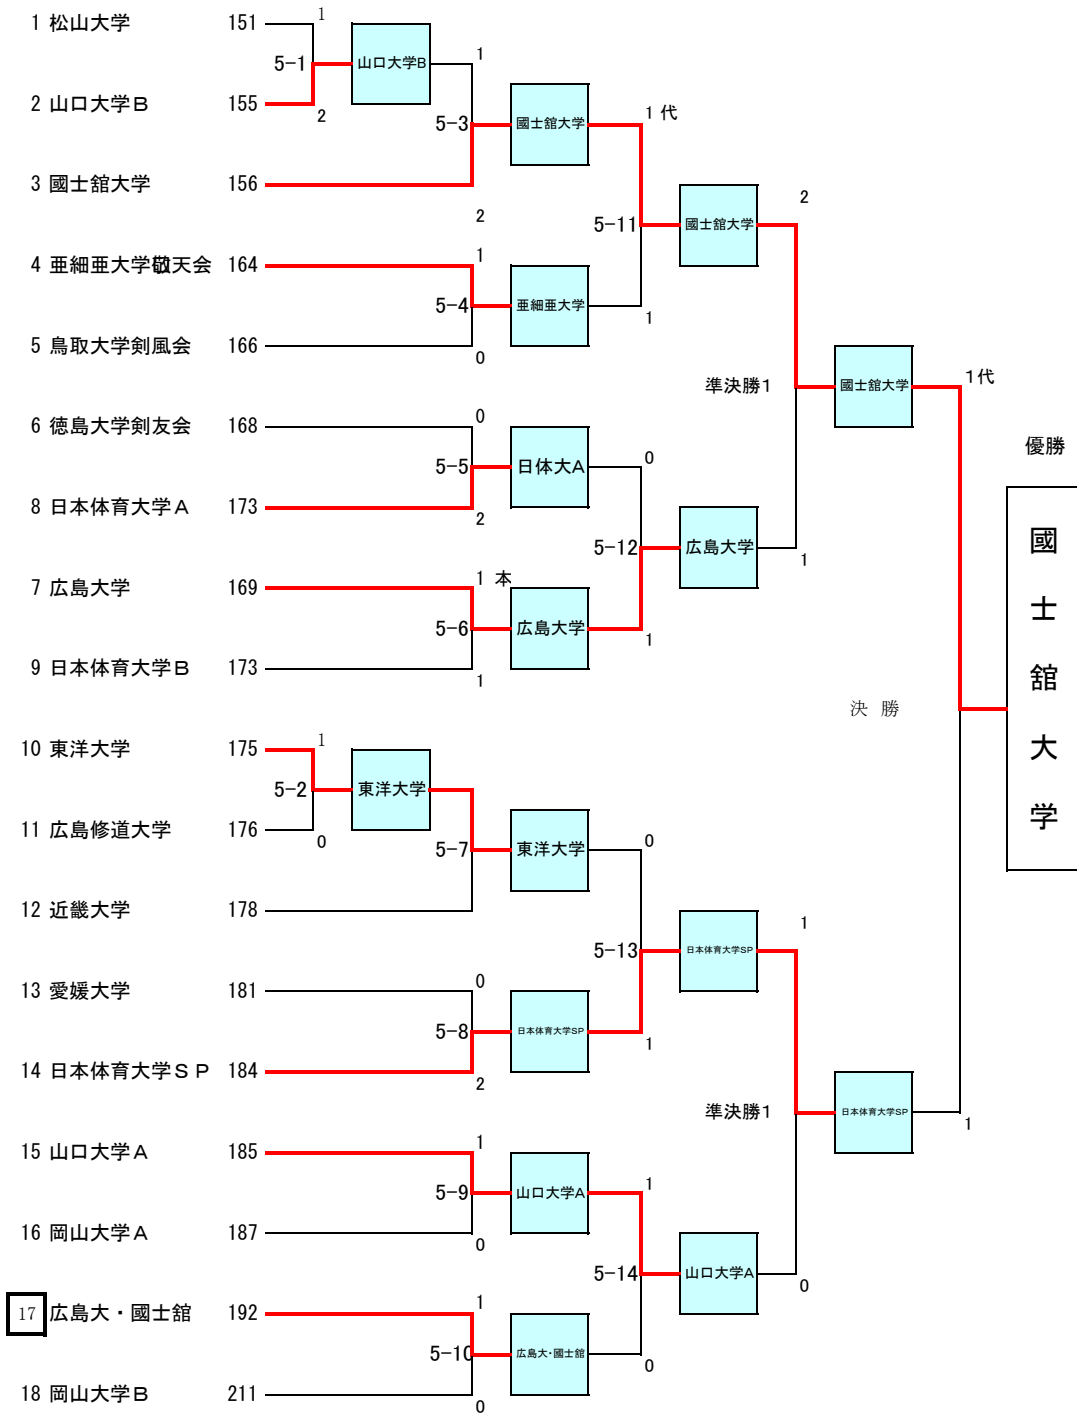 1 松山大学 151
1
5-1
山口大学B
1
2 山口大学Ｂ 155
2
5-3
國士舘大学
1 代
3 國士舘大学 156
2
5-11
國士舘大学
2
4 亜細亜大学敬天会 164
1
5-4
亜細亜大学
1
5 鳥取大学剣風会 166
0
準決勝1
國士舘大学
1代
6 徳島大学剣友会 168
0
5-5
日体大A
0
優勝
8 日本体育大学Ａ 173
2
5-12
広島大学
1
國士舘大学
7 広島大学 169
1 本
5-6
広島大学
1
9 日本体育大学Ｂ 173
1
決 勝
10 東洋大学 175
1
5-2
東洋大学
11 広島修道大学 176
0
5-7
東洋大学
0
12 近畿大学 178
5-13
日本体育大学SP
1
13 愛媛大学 181
0
5-8
日本体育大学SP
1
14 日本体育大学ＳＰ 184
2
準決勝1
日本体育大学SP
1
15 山口大学Ａ 185
1
5-9
山口大学A
1
16 岡山大学Ａ 187
0
5-14
山口大学A
0
17 広島大・國士舘 192
1
5-10
広島大・國士舘
0
18 岡山大学Ｂ 211
0